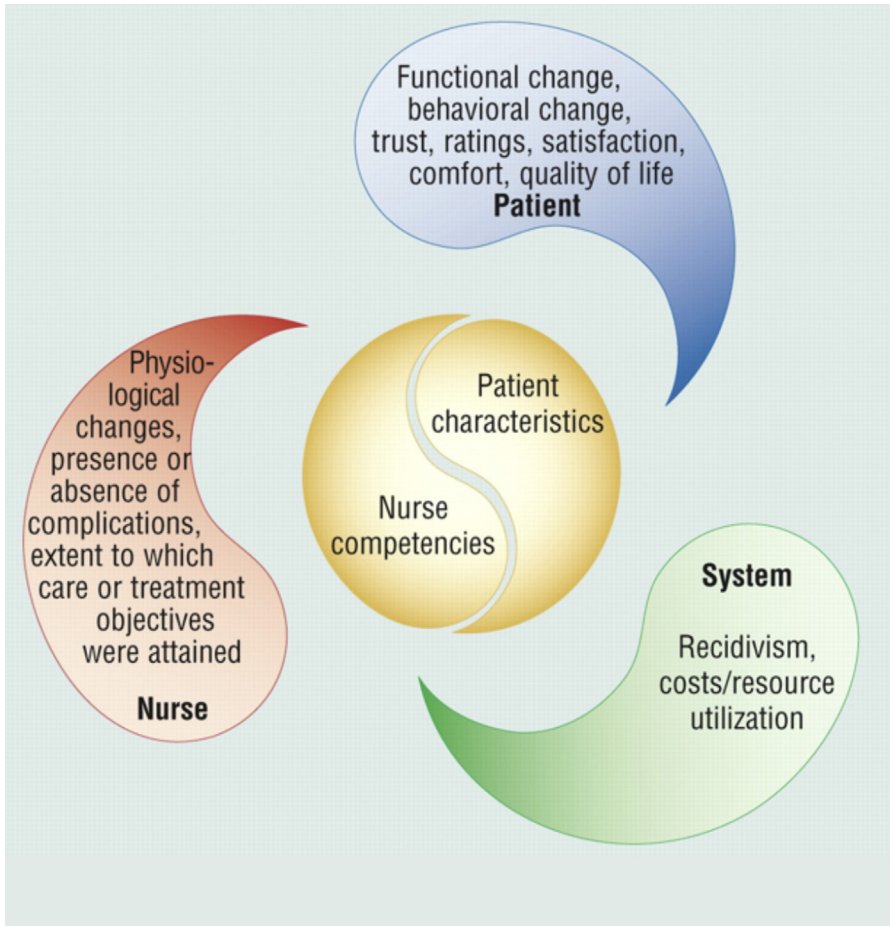 Functional change,
behavioral change,
trust, ratings, satisfaction,
comfort, quality of life
Patient
Physio-
logical
changes,
presence or
absence of
complications,
extent to which
care or treatment
objectives
were attained
Nurse
Patient
characteristics
Nurse
competencies
System
Recidivism,
costs/resource
utilization